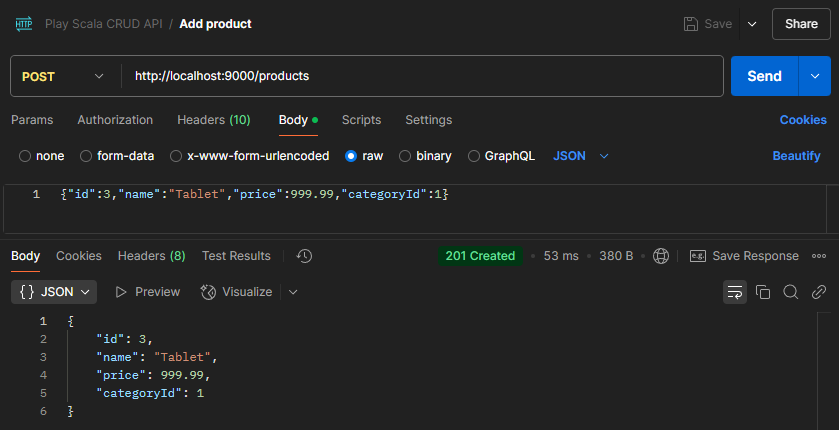 HTTP Play Scala CRUD API / Add product Save Share
POST http://localhost:9000/products Send
Params Authorization Headers (10) Body Scripts Settings Cookies
none form-data x-www-form-urlencoded raw binary GraphQL JSON Beautify
1 {"id":3,"name":"Tablet","price":999.99,"categoryId":1}
Body Cookies Headers (8) Test Results 201 Created 53 ms 380 B e.g. Save Response
{} JSON Preview Visualize
1 {
2 "id": 3,
3 "name": "Tablet",
4 "price": 999.99,
5 "categoryId": 1
6 }